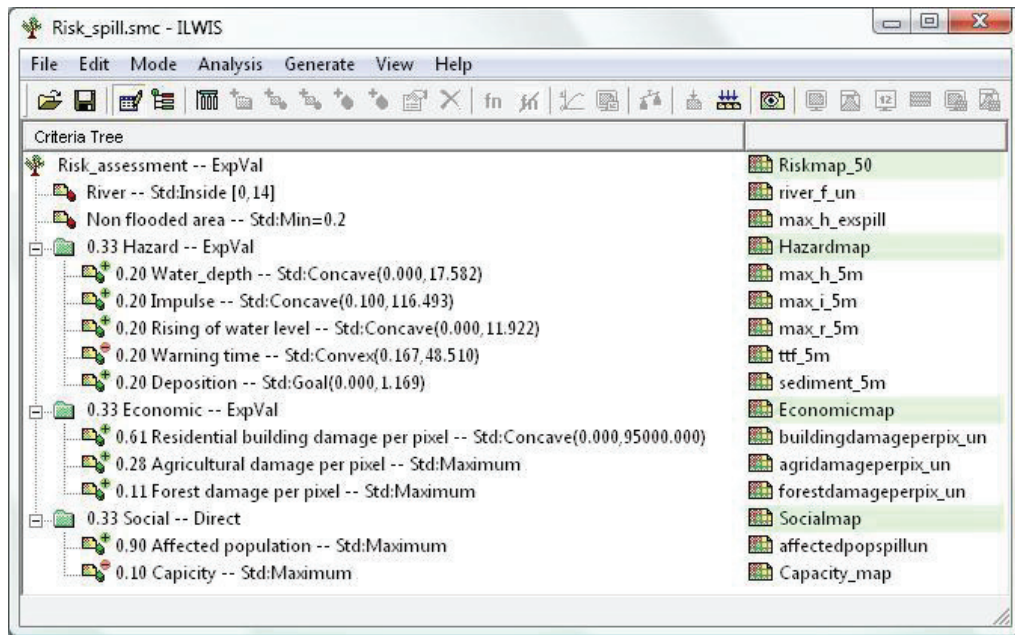 Risk_spill.smc - ILWIS
File Edit Mode Analysis Generate View Help
fn 12
Criteria Tree
Risk_assessment -- ExpVal Riskmap_50
River -- Std:Inside [0,14] river_f_un
Non flooded area -- Std:Min=0.2 max_h_exspill
0.33 Hazard -- ExpVal Hazardmap
0.20 Water_depth -- Std:Concave(0.000,17.582) max_h_5m
0.20 Impulse -- Std:Concave(0.100,116.493) max_i_5m
0.20 Rising of water level -- Std:Concave(0.000,11.922) max_r_5m
0.20 Warning time -- Std:Convex(0.167,48.510) ttf_5m
0.20 Deposition -- Std:Goal(0.000,1.169) sediment_5m
0.33 Economic -- ExpVal Economicmap
0.61 Residential building damage per pixel -- Std:Concave(0.000,95000.000) buildingdamageperpix_un
0.28 Agricultural damage per pixel -- Std:Maximum agridamageperpix_un
0.11 Forest damage per pixel -- Std:Maximum forestdamageperpix_un
0.33 Social -- Direct Socialmap
0.90 Affected population -- Std:Maximum affectedpopspillun
0.10 Capicity -- Std:Maximum Capacity_map